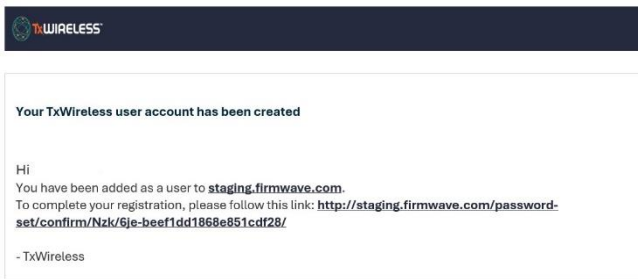 TxWIRELESS
Your TxWireless user account has been created
Hi
You have been added as a user to staging.firmwave.com.
To complete your registration, please follow this link: http://staging.firmwave.com/password-
set/confirm/Nzk/6je-beef1dd1868e851cdf28/
- TxWireless